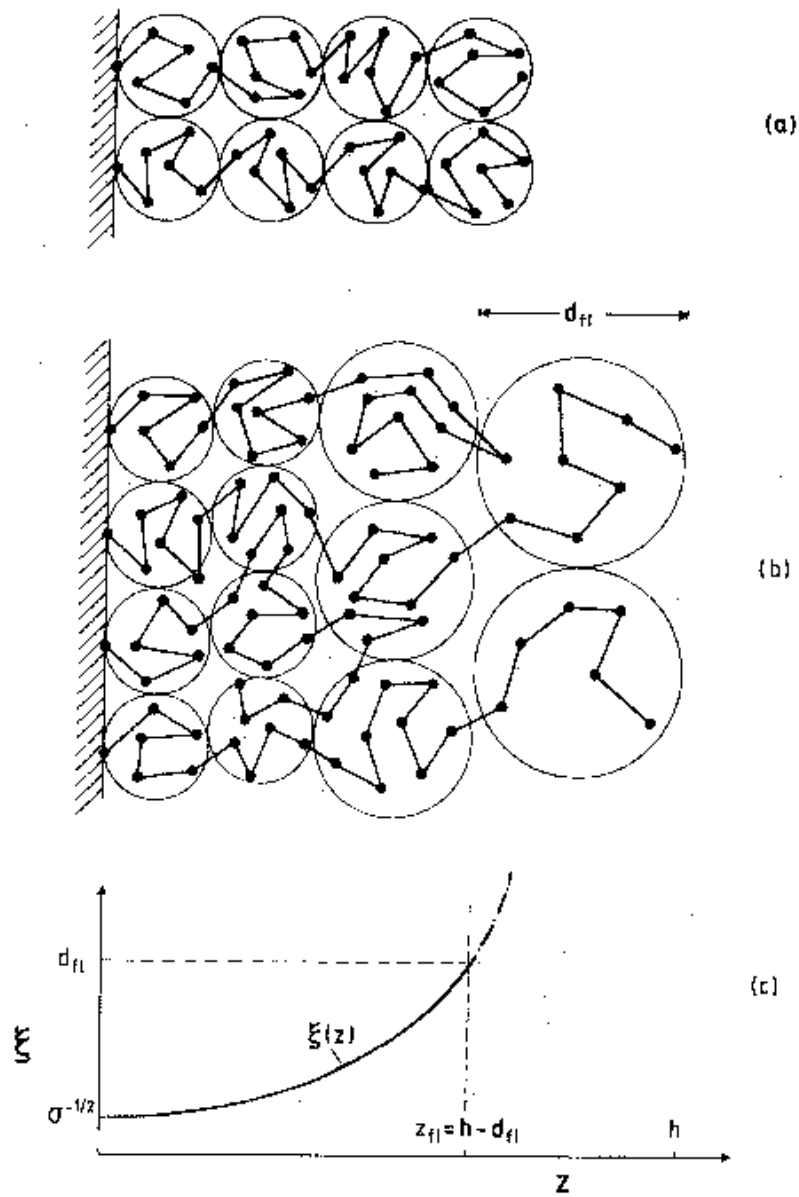 (a)
d_fl
(b)
d_fl
(c)
ξ
ξ(z)
σ^-1/2
z_fl = h - d_fl
h
z